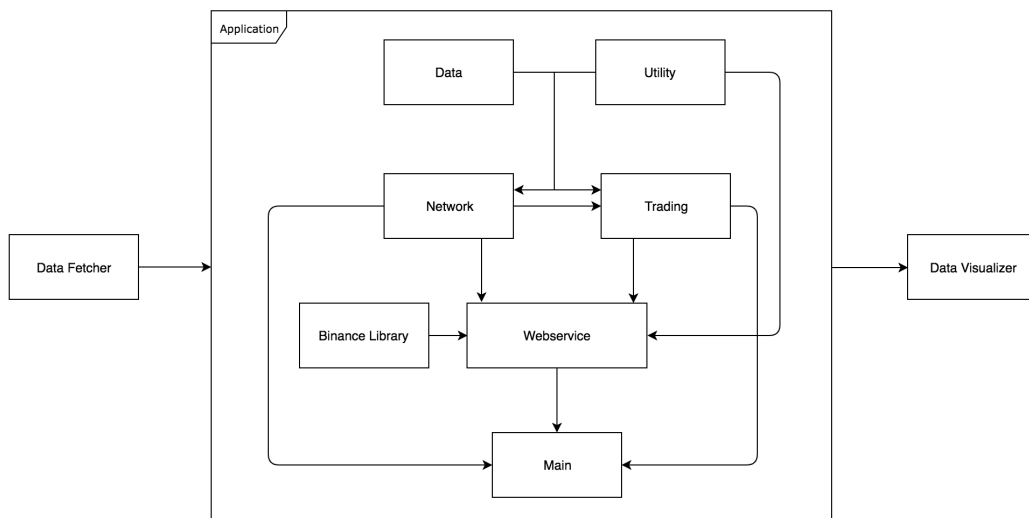 Application
Data
Utility
Network
Trading
Data Fetcher
Data Visualizer
Binance Library
Webservice
Main